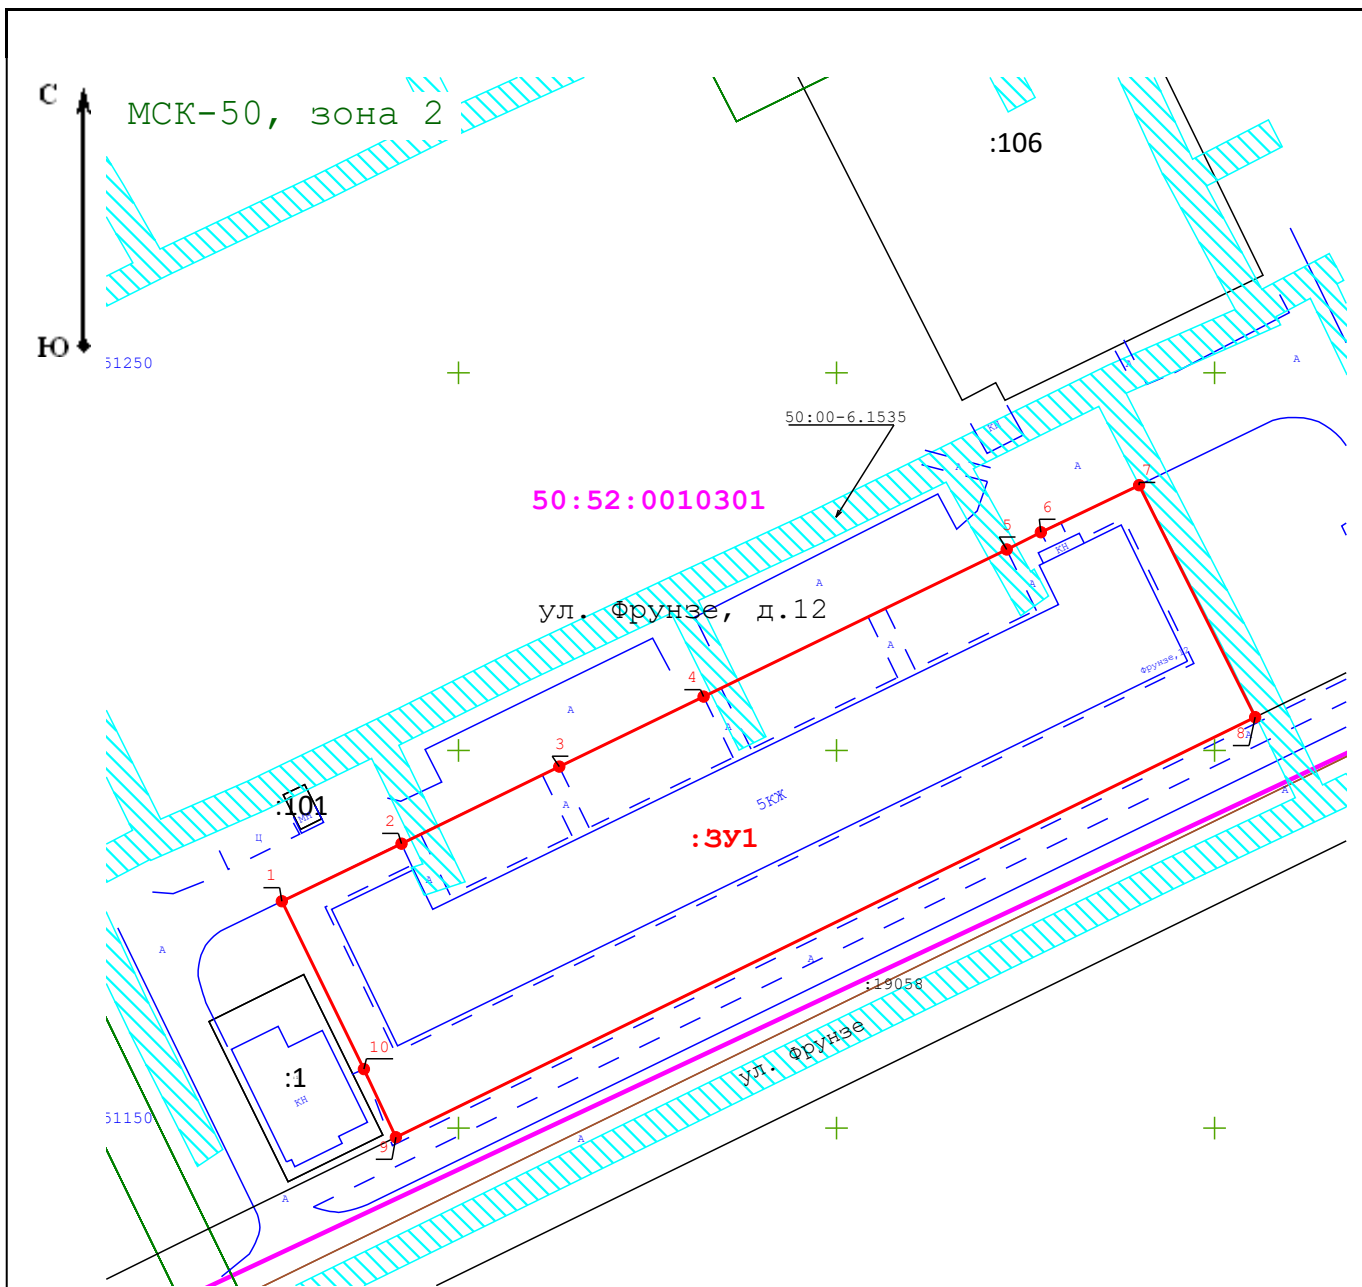 С
МСК-50, зона 2
:106
Ю
51250
А
А
50:00-6.1535
КН
А
А
7
50:52:0010301
6
5
КН
А
А
ул. Фрунзе, д.12
А
Фрунзе,12
4
А
А
8
А
3
5КЖ
А
:101
МН
А
2
Ц
:ЗУ1
А
1
А
А
:19058
ул. Фрунзе
10
:1
КН
51150
9
А
А